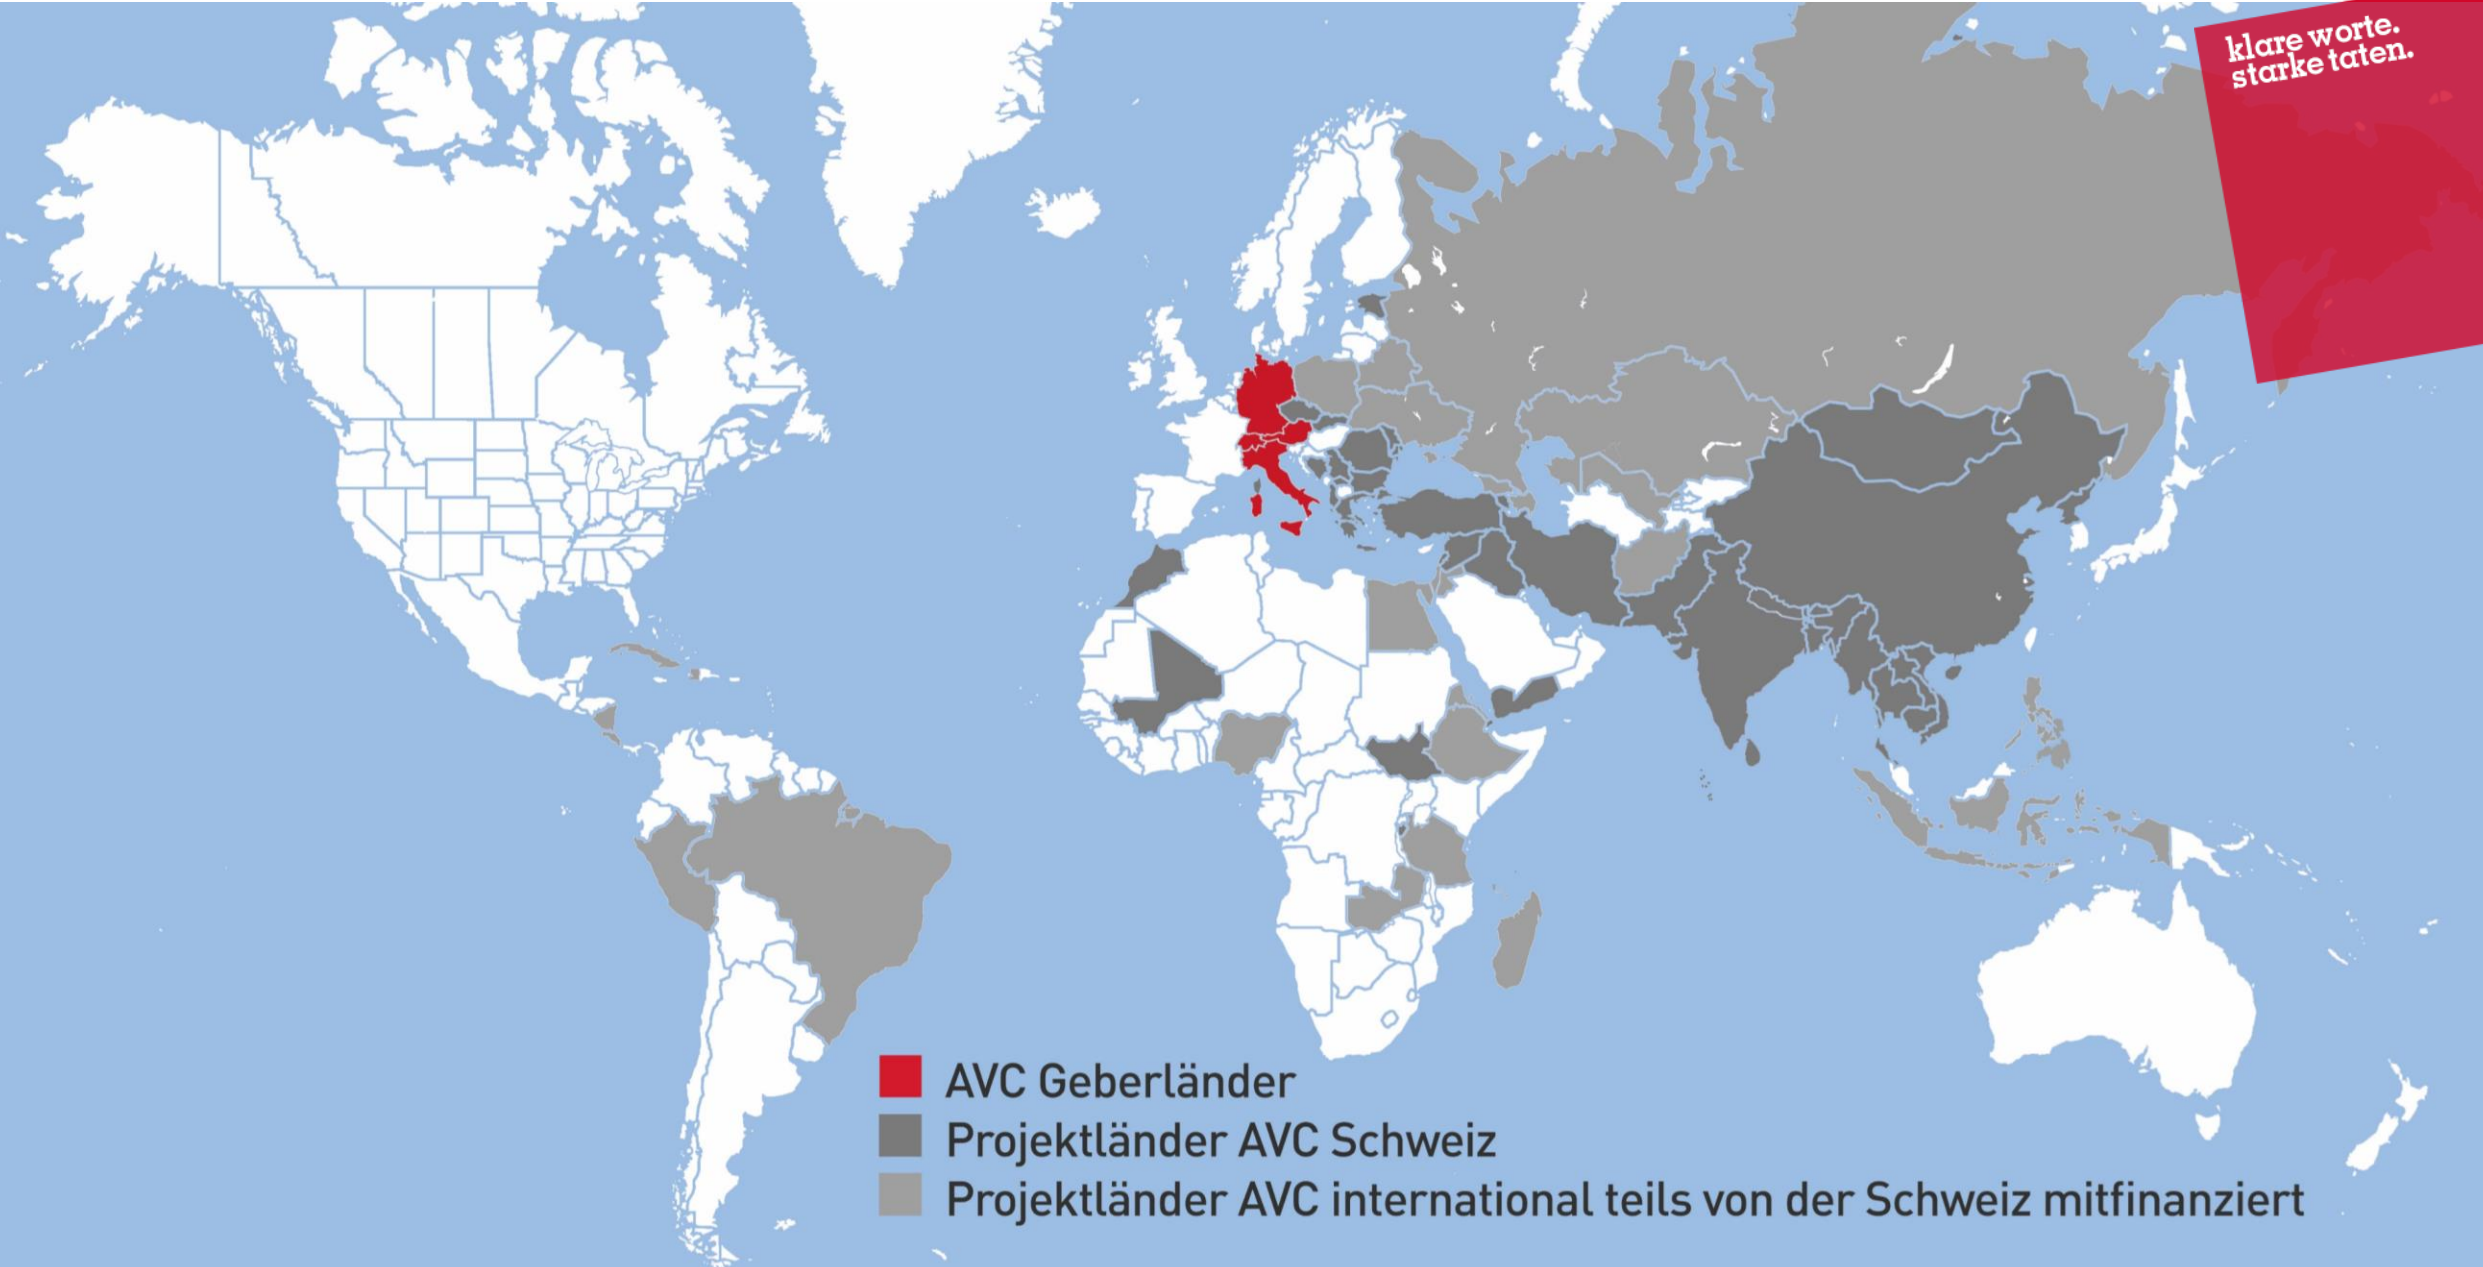 klare worte.
starke taten.
AVC Geberländer
Projektländer AVC Schweiz
Projektländer AVC international teils von der Schweiz mitfinanziert